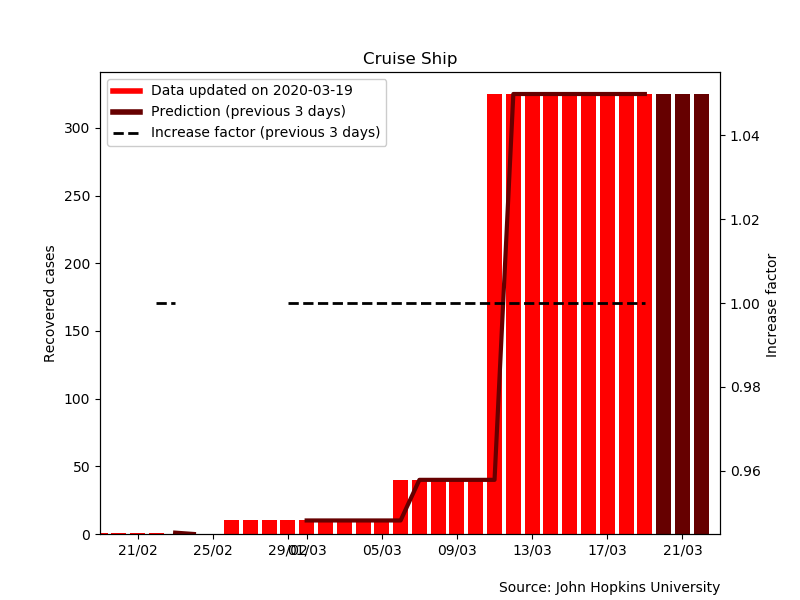 Cruise Ship
Data updated on 2020-03-19
Prediction (previous 3 days)
Increase factor (previous 3 days)
Recovered cases
300
250
200
150
100
50
0
1.04
1.02
1.00
0.98
0.96
Increase factor
21/02 25/02 29/02 01/03 05/03 09/03 13/03 17/03 21/03
Source: John Hopkins University